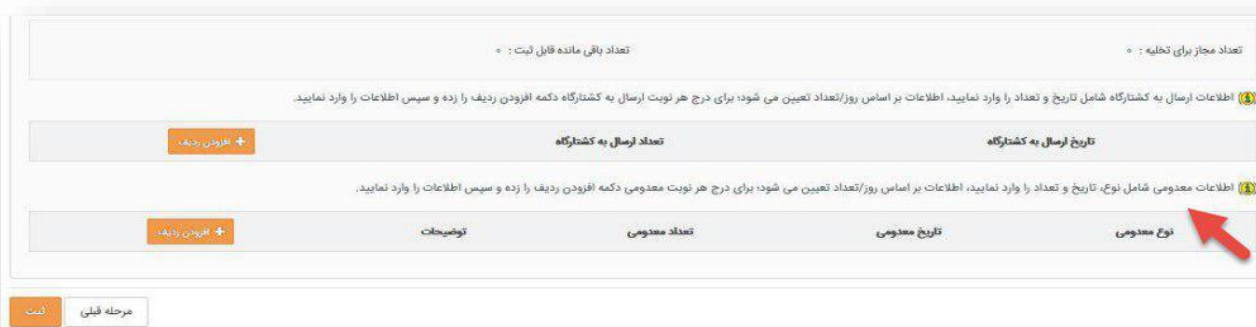 تعداد مجاز برای تخلیه : ۰ تعداد باقی مانده قابل ثبت : ۰
اطلاعات ارسال به کشتارگاه شامل تاریخ و تعداد را وارد نمایید، اطلاعات بر اساس روز/تعداد تعیین می شود؛ برای درج هر نوبت ارسال به کشتارگاه دکمه افزودن ردیف را زده و سپس اطلاعات را وارد نمایید.
تاریخ ارسال به کشتارگاه تعداد ارسال به کشتارگاه + افزودن ردیف
اطلاعات معدومی شامل نوع، تاریخ و تعداد را وارد نمایید، اطلاعات بر اساس روز/تعداد تعیین می شود؛ برای درج هر نوبت معدومی دکمه افزودن ردیف را زده و سپس اطلاعات را وارد نمایید.
نوع معدومی تاریخ معدومی تعداد معدومی توضیحات + افزودن ردیف
مرحله قبلی ثبت